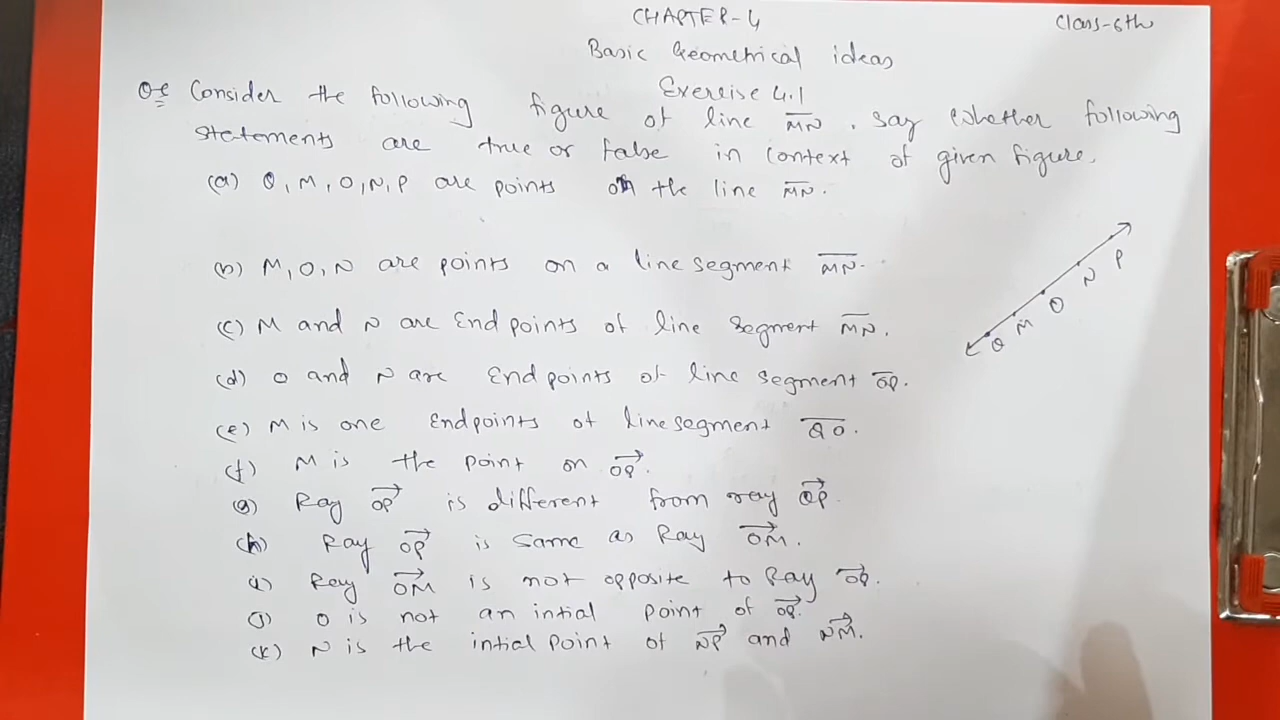 CHAPTER-4
Class-6th
Basic Geometrical ideas
Exercise 4.1
Q6 Consider the following figure of line MN. Say whether following
statements are true or false in context of given figure.
(a) Q, M, O, N, P are points on the line MN.
(b) M, O, N are points on a line segment MN.
(c) M and N are End points of line segment MN.
(d) O and N are End points of line segment OP.
(e) M is one Endpoints of line segment QO.
(f) M is the point on OP.
(g) Ray OP is different from ray QP.
(h) Ray OP is same as Ray OM.
(i) Ray OM is not opposite to Ray OP.
(j) O is not an intial point of OP.
(k) N is the intial point of NP and NM.
Q M O N P